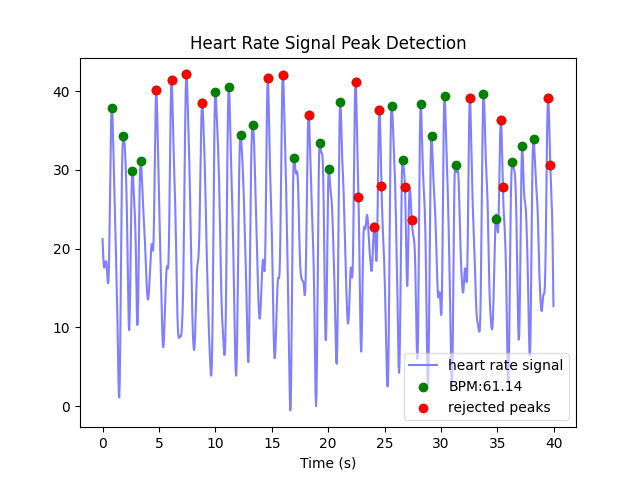 Heart Rate Signal Peak Detection
40
30
20
10
0
heart rate signal
BPM:61.14
rejected peaks
0 5 10 15 20 25 30 35 40
Time (s)